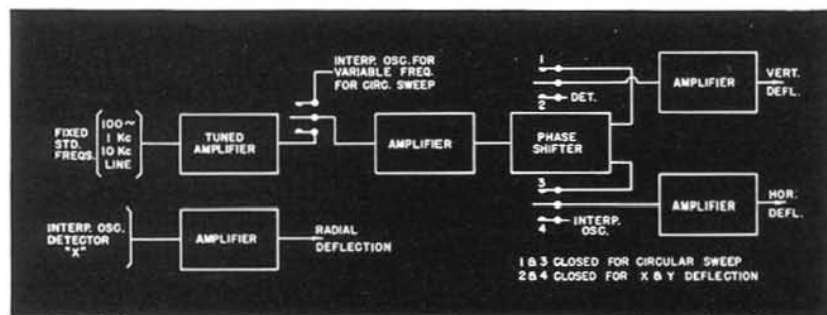 FIXED
STD.
FREQS.
100~
1 Kc
10 Kc
LINE
TUNED
AMPLIFIER
INTERP. OSC. FOR
VARIABLE FREQ.
FOR CIRC. SWEEP
AMPLIFIER
PHASE
SHIFTER
1
2
DET.
AMPLIFIER
VERT.
DEFL.
3
4
INTERP.
OSC.
AMPLIFIER
HOR.
DEFL.
INTERP. OSC.
DETECTOR
"X"
AMPLIFIER
RADIAL
DEFLECTION
1 & 3 CLOSED FOR CIRCULAR SWEEP
2 & 4 CLOSED FOR X & Y DEFLECTION